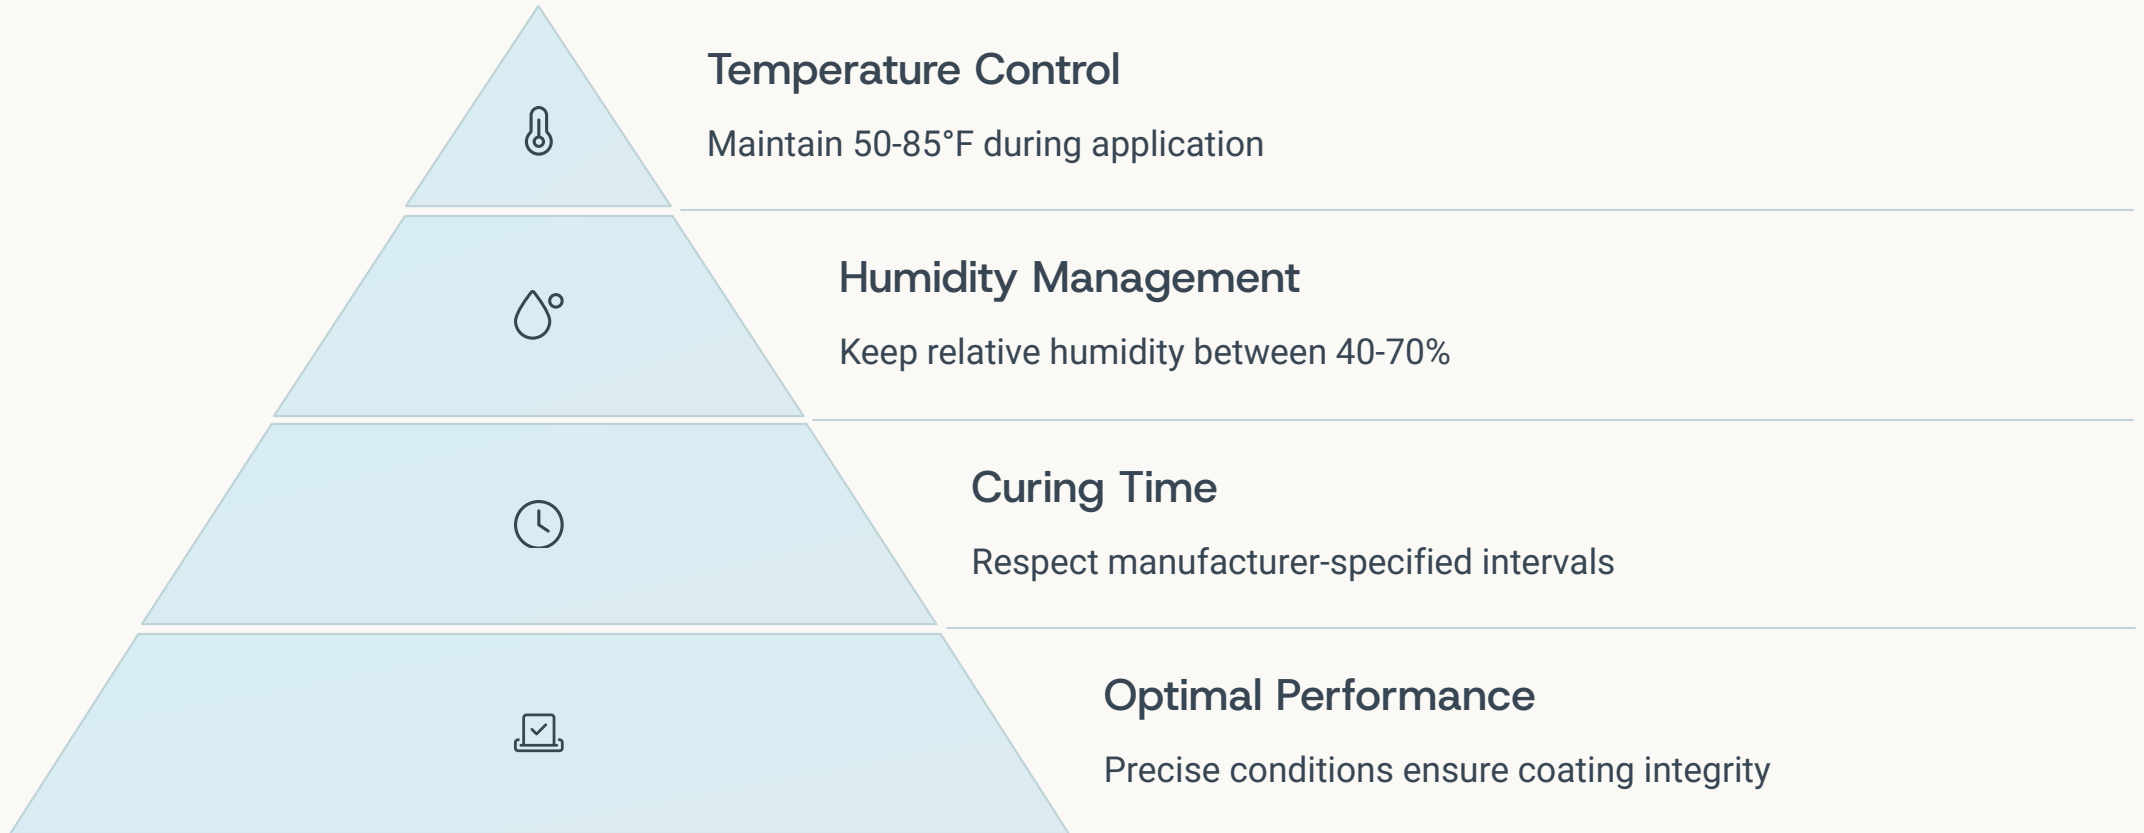 Temperature Control
Maintain 50-85°F during application
Humidity Management
Keep relative humidity between 40-70%
Curing Time
Respect manufacturer-specified intervals
Optimal Performance
Precise conditions ensure coating integrity